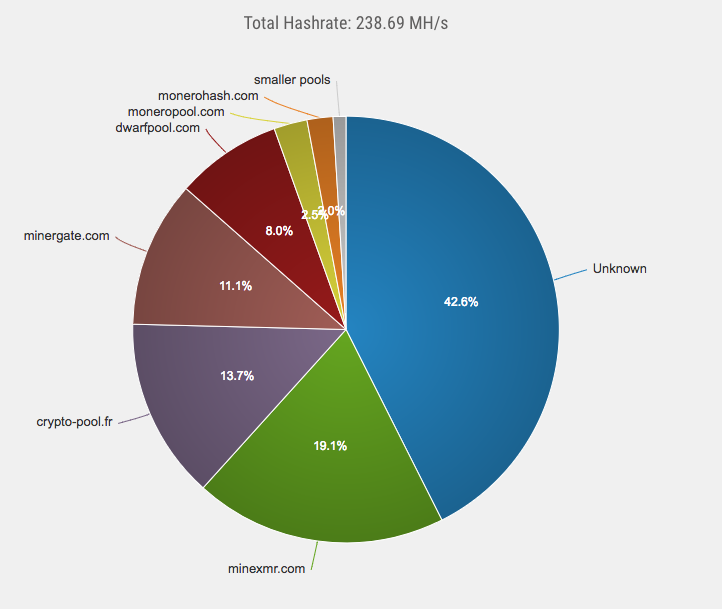 Total Hashrate: 238.69 MH/s
smaller pools
monerohash.com
moneropool.com
dwarfpool.com
minergate.com
crypto-pool.fr
minexmr.com
Unknown
42.6%
19.1%
13.7%
11.1%
8.0%
2.5%
2.0%